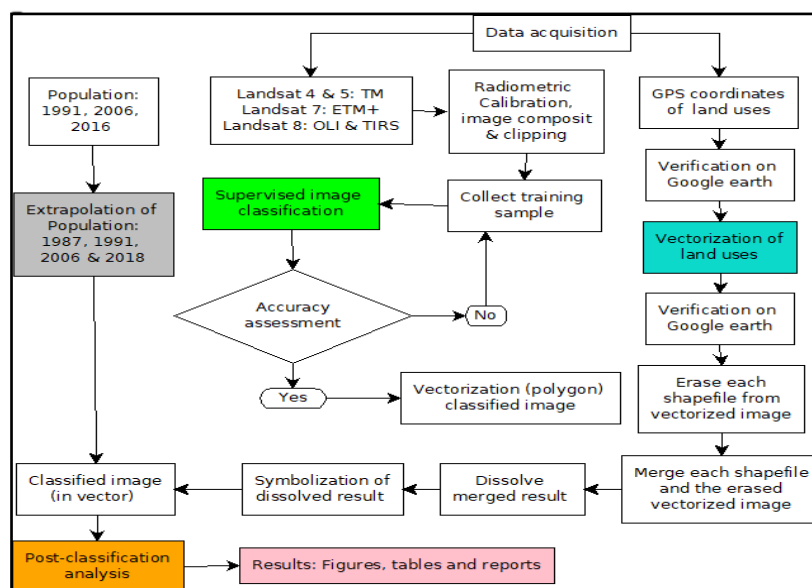 Data acquisition
Population:
1991, 2006,
2016
Landsat 4 & 5: TM
Landsat 7: ETM+
Landsat 8: OLI & TIRS
Radiometric
Calibration,
image composit
& clipping
GPS coordinates
of land uses
Verification on
Google earth
Extrapolation of
Population:
1987, 1991,
2006 & 2018
Supervised image
classification
Collect training
sample
Vectorization of
land uses
Accuracy
assessment
No
Verification on
Google earth
Yes
Vectorization (polygon)
classified image
Erase each
shapefile from
vectorized image
Classified image
(in vector)
Symbolization of
dissolved result
Dissolve
merged result
Merge each shapefile
and the erased
vectorized image
Post-classification
analysis
Results: Figures, tables and reports